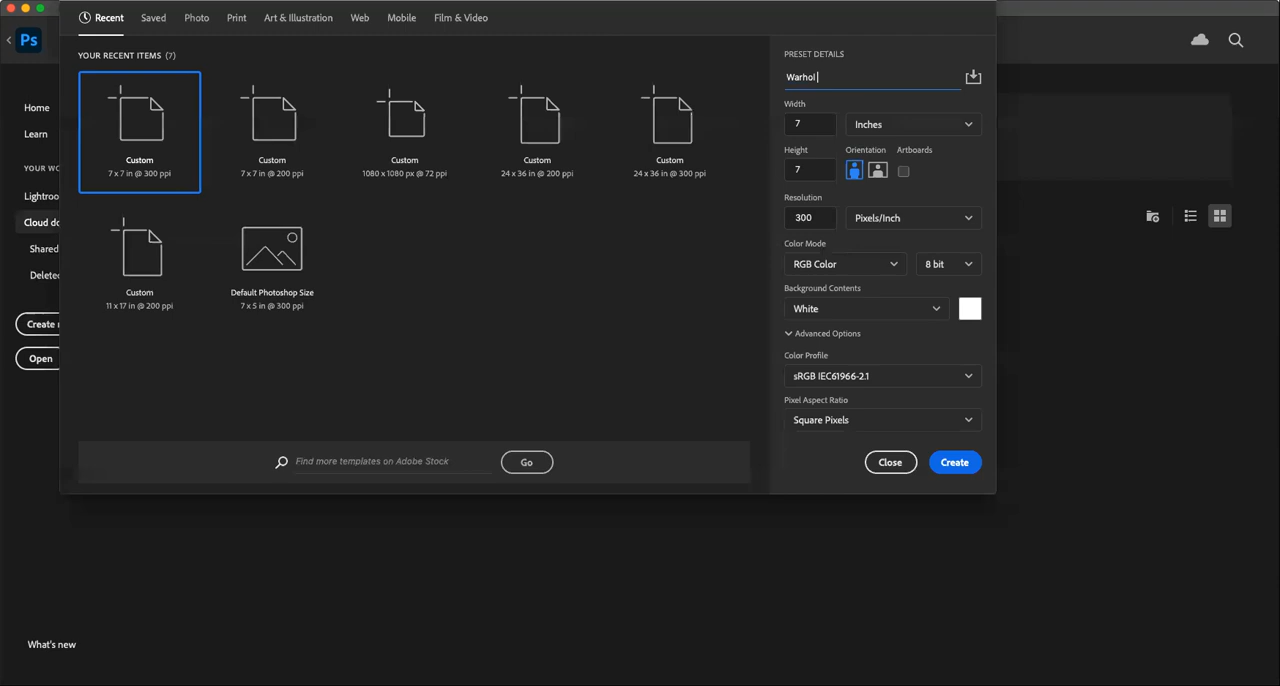 Recent Saved Photo Print Art & Illustration Web Mobile Film & Video
Ps
Home
Learn
Lightroo
Cloud do
Shared
Delete
Open
What's new
YOUR RECENT ITEMS (7)
Custom
7 x 7 in @ 300 ppi
Custom
7 x 7 in @ 200 ppi
Custom
1080 x 1080 px @ 72 ppi
Custom
24 x 36 in @ 200 ppi
Custom
24 x 36 in @ 300 ppi
Custom
11 x 17 in @ 200 ppi
Default Photoshop Size
7 x 5 in @ 300 ppi
Find more templates on Adobe Stock
Go
PRESET DETAILS
Warhol
Width
7 Inches
Height Orientation Artboards
7
Resolution
300 Pixels/Inch
Color Mode
RGB Color 8 bit
Background Contents
White
Advanced Options
Color Profile
sRGB IEC61966-2.1
Pixel Aspect Ratio
Square Pixels
Close Create